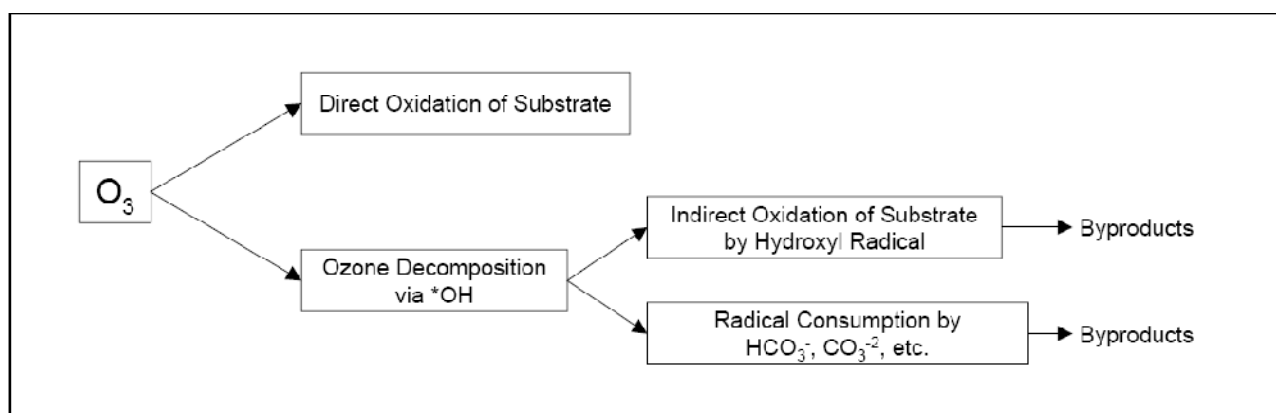 Direct Oxidation of Substrate
O₃
Indirect Oxidation of Substrate
by Hydroxyl Radical
Byproducts
Ozone Decomposition
via *OH
Radical Consumption by
HCO₃⁻, CO₃⁻², etc.
Byproducts